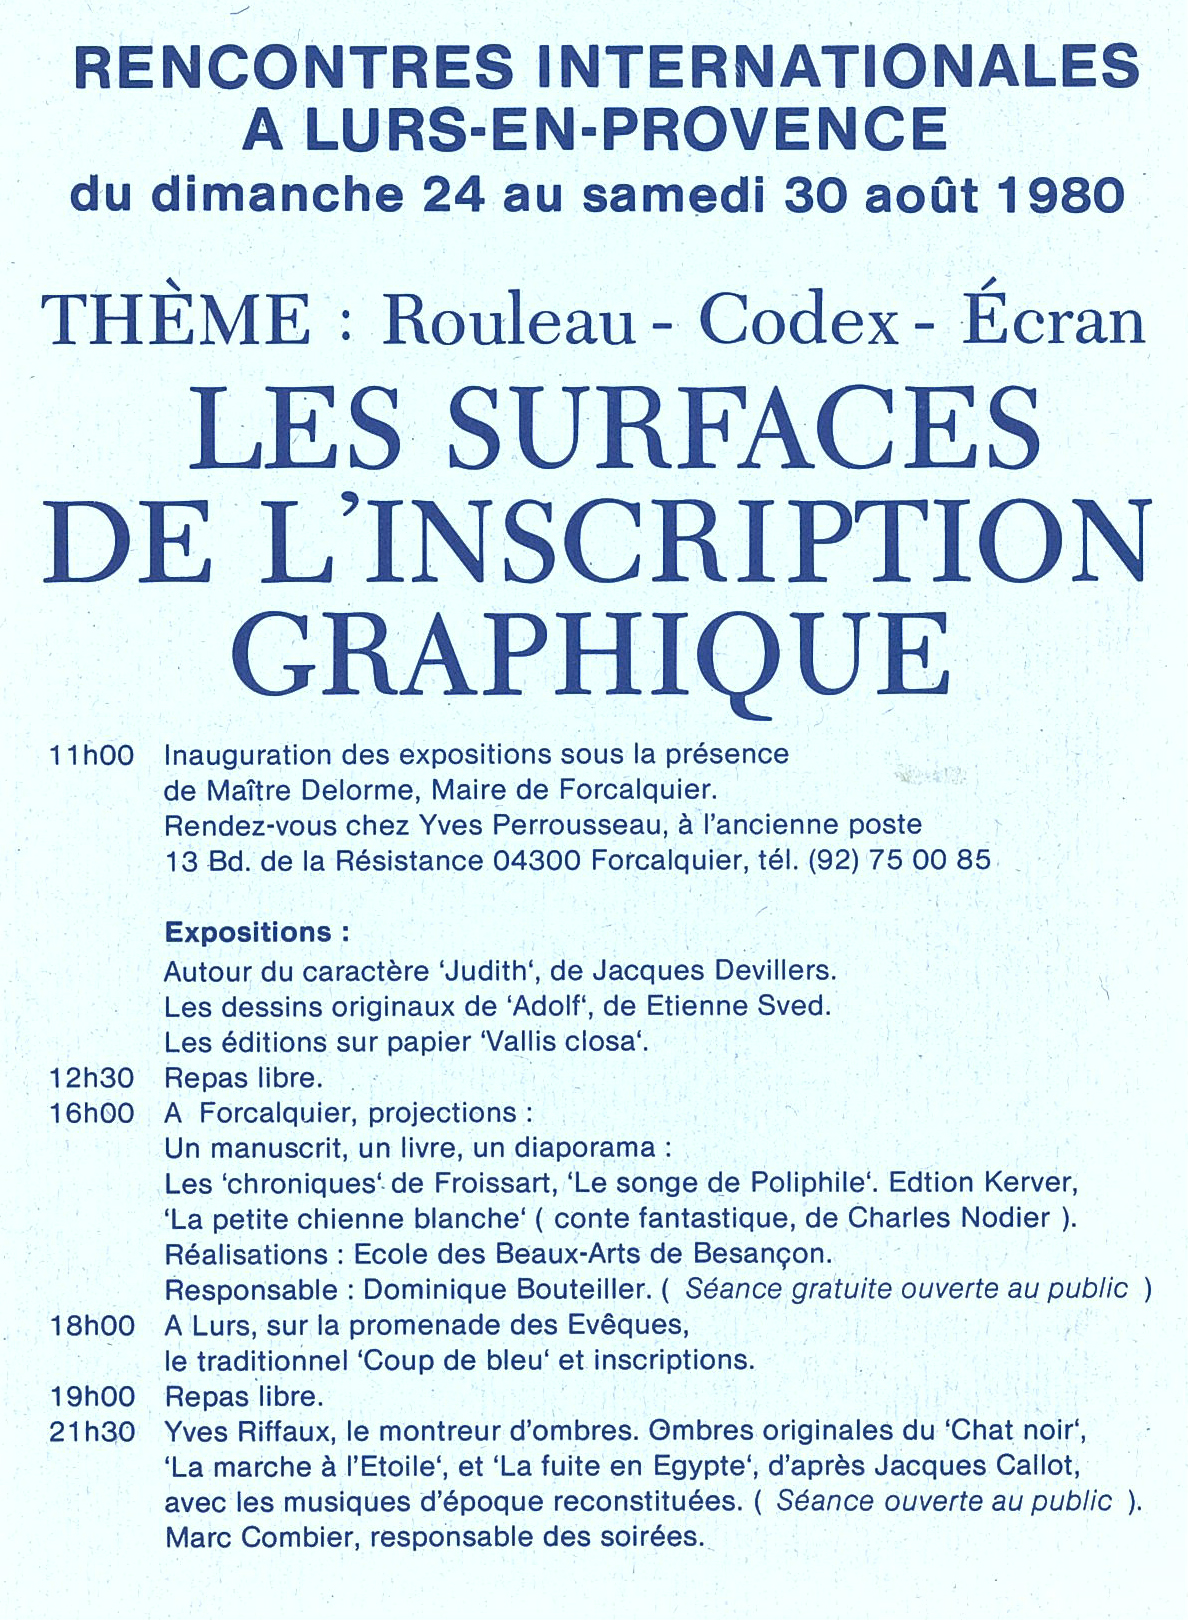 RENCONTRES INTERNATIONALES
A LURS-EN-PROVENCE
du dimanche 24 au samedi 30 août 1980
THÈME : Rouleau - Codex - Écran
LES SURFACES
DE L'INSCRIPTION
GRAPHIQUE
11h00 Inauguration des expositions sous la présence
de Maître Delorme, Maire de Forcalquier.
Rendez-vous chez Yves Perrousseau, à l'ancienne poste
13 Bd. de la Résistance 04300 Forcalquier, tél. (92) 75 00 85
Expositions :
Autour du caractère ‘Judith‘, de Jacques Devillers.
Les dessins originaux de ‘Adolf‘, de Etienne Sved.
Les éditions sur papier ‘Vallis closa‘.
12h30 Repas libre.
16h00 A Forcalquier, projections :
Un manuscrit, un livre, un diaporama :
Les ‘chroniques‘ de Froissart, ‘Le songe de Poliphile‘. Edtion Kerver,
‘La petite chienne blanche‘ ( conte fantastique, de Charles Nodier ).
Réalisations : Ecole des Beaux-Arts de Besançon.
Responsable : Dominique Bouteiller. ( Séance gratuite ouverte au public )
18h00 A Lurs, sur la promenade des Evêques,
le traditionnel ‘Coup de bleu‘ et inscriptions.
19h00 Repas libre.
21h30 Yves Riffaux, le montreur d'ombres. Ombres originales du ‘Chat noir‘,
‘La marche à l'Etoile‘, et ‘La fuite en Egypte‘, d'après Jacques Callot,
avec les musiques d'époque reconstituées. ( Séance ouverte au public ).
Marc Combier, responsable des soirées.